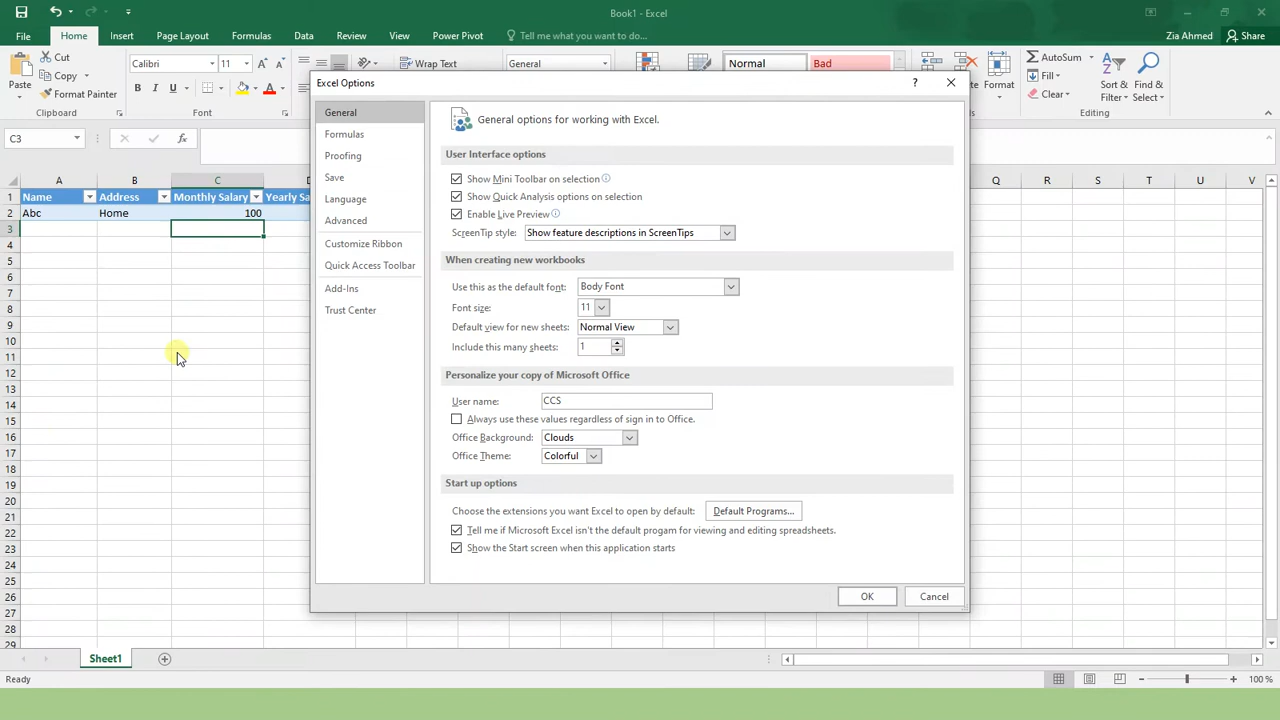 Book1 - Excel
File Home Insert Page Layout Formulas Data Review View Power Pivot Tell me what you want to do... Zia Ahmed Share
Paste Cut Calibri 11 Wrap Text General Normal Bad Format AutoSum Sort & Filter Find & Select
Copy Fill
Format Painter B I U Clear
Clipboard Font Editing
C3 fx
Excel Options
General
Formulas
Proofing
Save
Language
Advanced
Customize Ribbon
Quick Access Toolbar
Add-Ins
Trust Center
General options for working with Excel.
User Interface options
Show Mini Toolbar on selection
Show Quick Analysis options on selection
Enable Live Preview
ScreenTip style: Show feature descriptions in ScreenTips
When creating new workbooks
Use this as the default font: Body Font
Font size: 11
Default view for new sheets: Normal View
Include this many sheets: 1
Personalize your copy of Microsoft Office
User name: CCS
Always use these values regardless of sign in to Office.
Office Background: Clouds
Office Theme: Colorful
Start up options
Choose the extensions you want Excel to open by default: Default Programs...
Tell me if Microsoft Excel isn't the default progam for viewing and editing spreadsheets.
Show the Start screen when this application starts
OK Cancel
A B C D Q R S T U V
1 Name Address Monthly Salary Yearly Sa
2 Abc Home 100
3
4
5
6
7
8
9
10
11
12
13
14
15
16
17
18
19
20
21
22
23
24
25
26
27
28
29
Sheet1
Ready 100 %